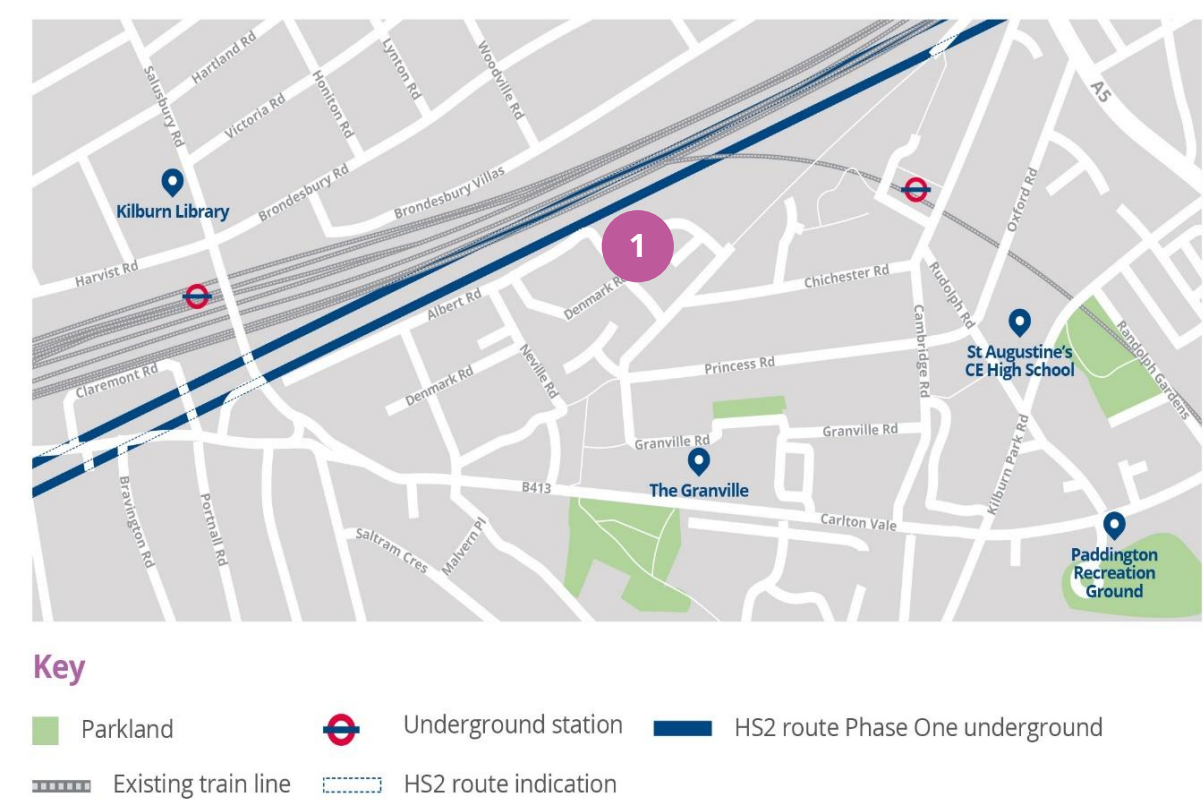 Salusbury Rd
Hartland Rd
Victoria Rd
Honiton Rd
Lynton Rd
Woodville Rd
A5
Kilburn Library
Brondesbury Rd
Brondesbury Villas
Oxford Rd
Harvist Rd
1
Albert Rd
Denmark R
Chichester Rd
Rudolph Rd
Cambridge Rd
St Augustine's
CE High School
Randolph Gardens
Claremont Rd
Denmark Rd
Neville Rd
Princess Rd
Granville Rd
Granville Rd
The Granville
Kilburn Park Rd
Bravington Rd
Portnall Rd
B413
Carlton Vale
Saltram Cres
Malvern Pl
Paddington
Recreation
Ground
Key
Parkland
Underground station
HS2 route Phase One underground
Existing train line
HS2 route indication